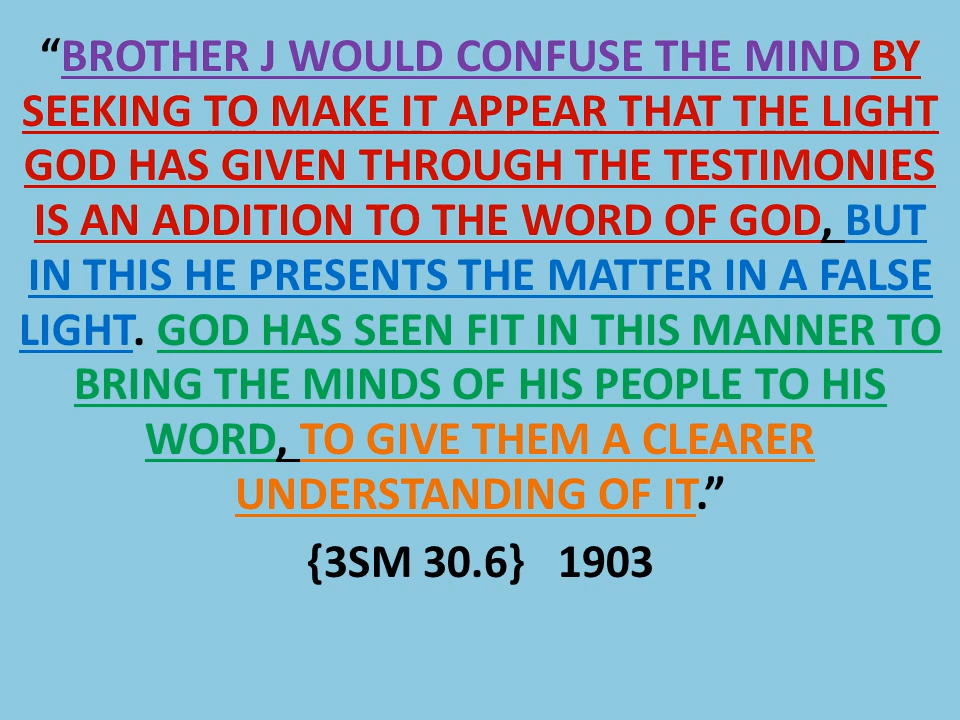 “BROTHER J WOULD CONFUSE THE MIND BY
SEEKING TO MAKE IT APPEAR THAT THE LIGHT
GOD HAS GIVEN THROUGH THE TESTIMONIES
IS AN ADDITION TO THE WORD OF GOD, BUT
IN THIS HE PRESENTS THE MATTER IN A FALSE
LIGHT. GOD HAS SEEN FIT IN THIS MANNER TO
BRING THE MINDS OF HIS PEOPLE TO HIS
WORD, TO GIVE THEM A CLEARER
UNDERSTANDING OF IT.”
{3SM 30.6} 1903